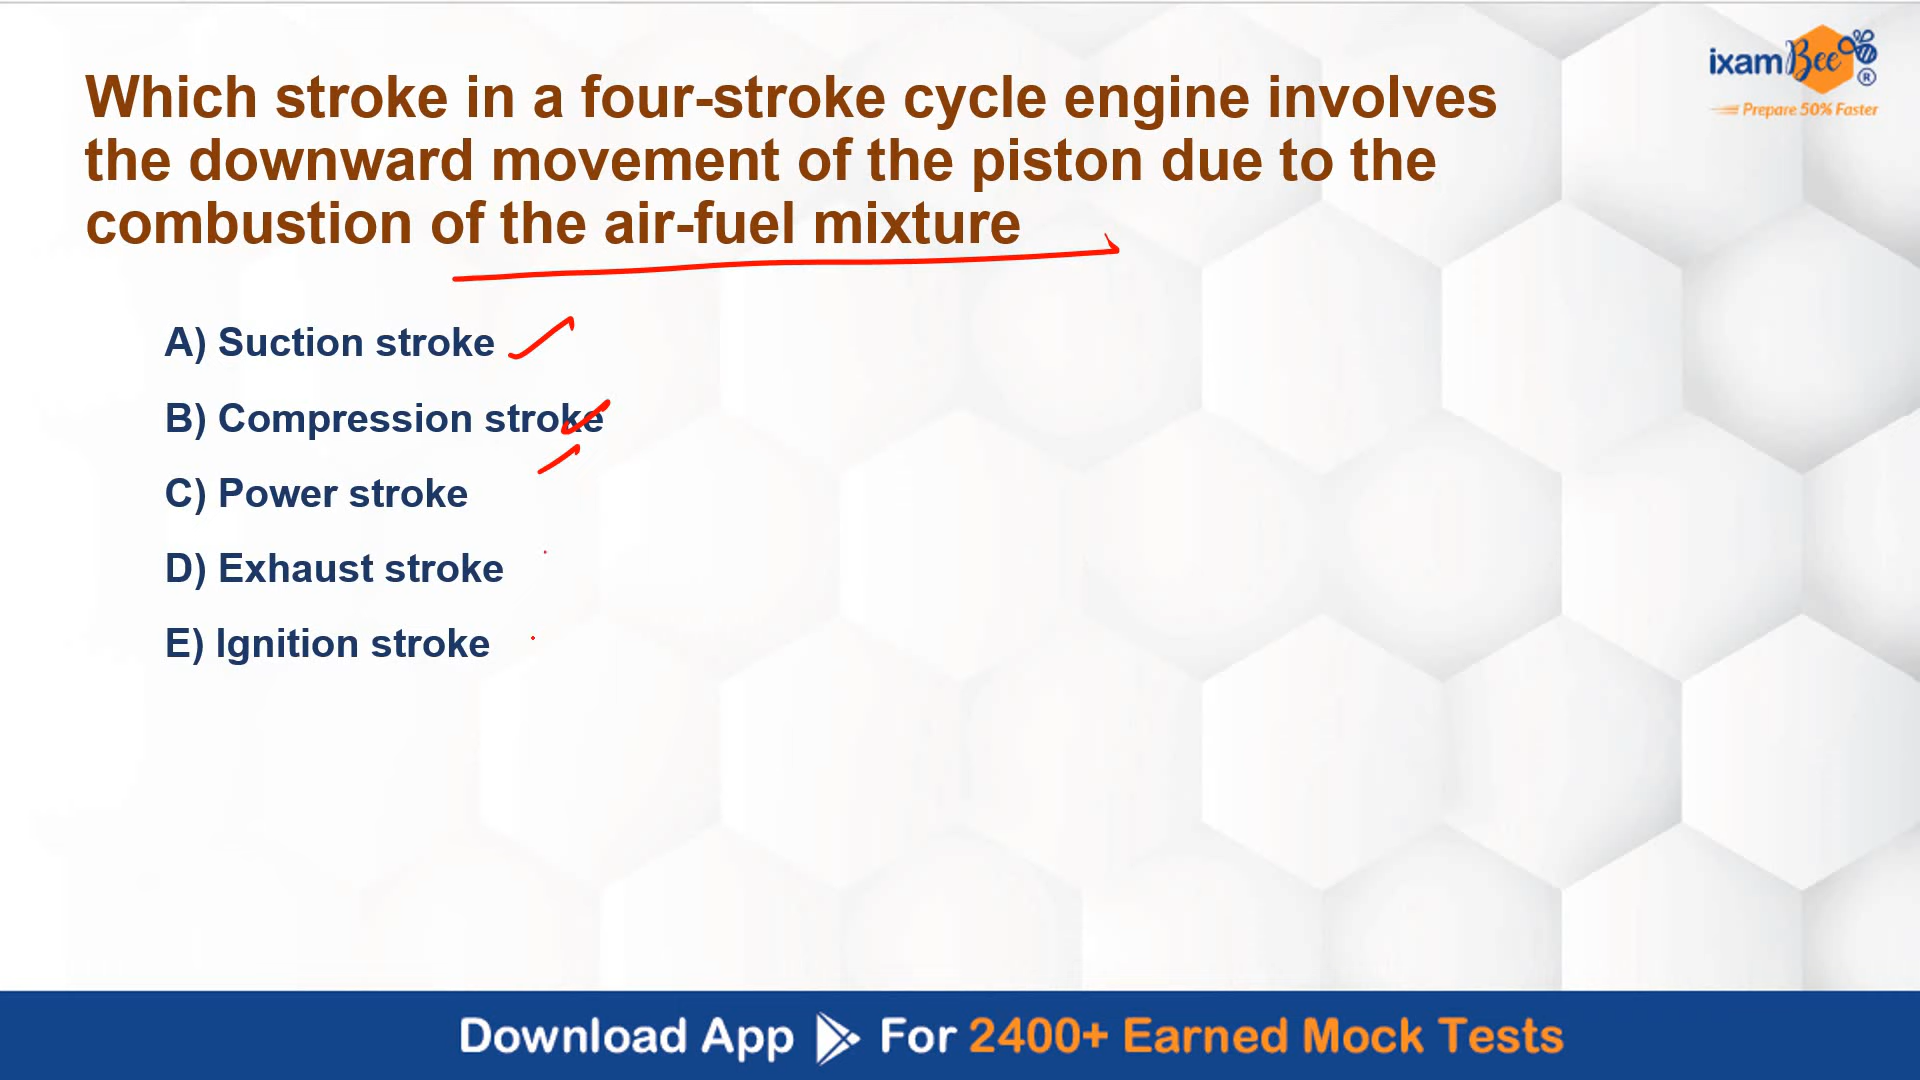 ixamBee
®
Prepare 50% Faster
Which stroke in a four-stroke cycle engine involves
the downward movement of the piston due to the
combustion of the air-fuel mixture
A) Suction stroke
B) Compression stroke
C) Power stroke
D) Exhaust stroke
E) Ignition stroke
Download App For 2400+ Earned Mock Tests